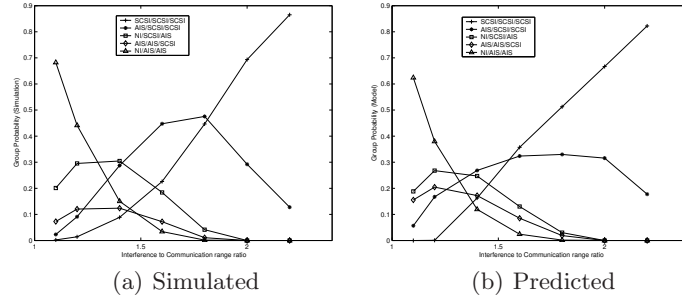 Group Probability (Simulation)
0.9
0.8
0.7
0.6
0.5
0.4
0.3
0.2
0.1
0
1
1.5
2
Interference to Communication range ratio
SCSI/SCSI/SCSI
AIS/SCSI/SCSI
NI/SCSI/AIS
AIS/AIS/SCSI
NI/AIS/AIS
(a) Simulated
Group Probability (Model)
0.9
0.8
0.7
0.6
0.5
0.4
0.3
0.2
0.1
0
1
1.5
2
Interference to Communication range ratio
SCSI/SCSI/SCSI
AIS/SCSI/SCSI
NI/SCSI/AIS
AIS/AIS/SCSI
NI/AIS/AIS
(b) Predicted